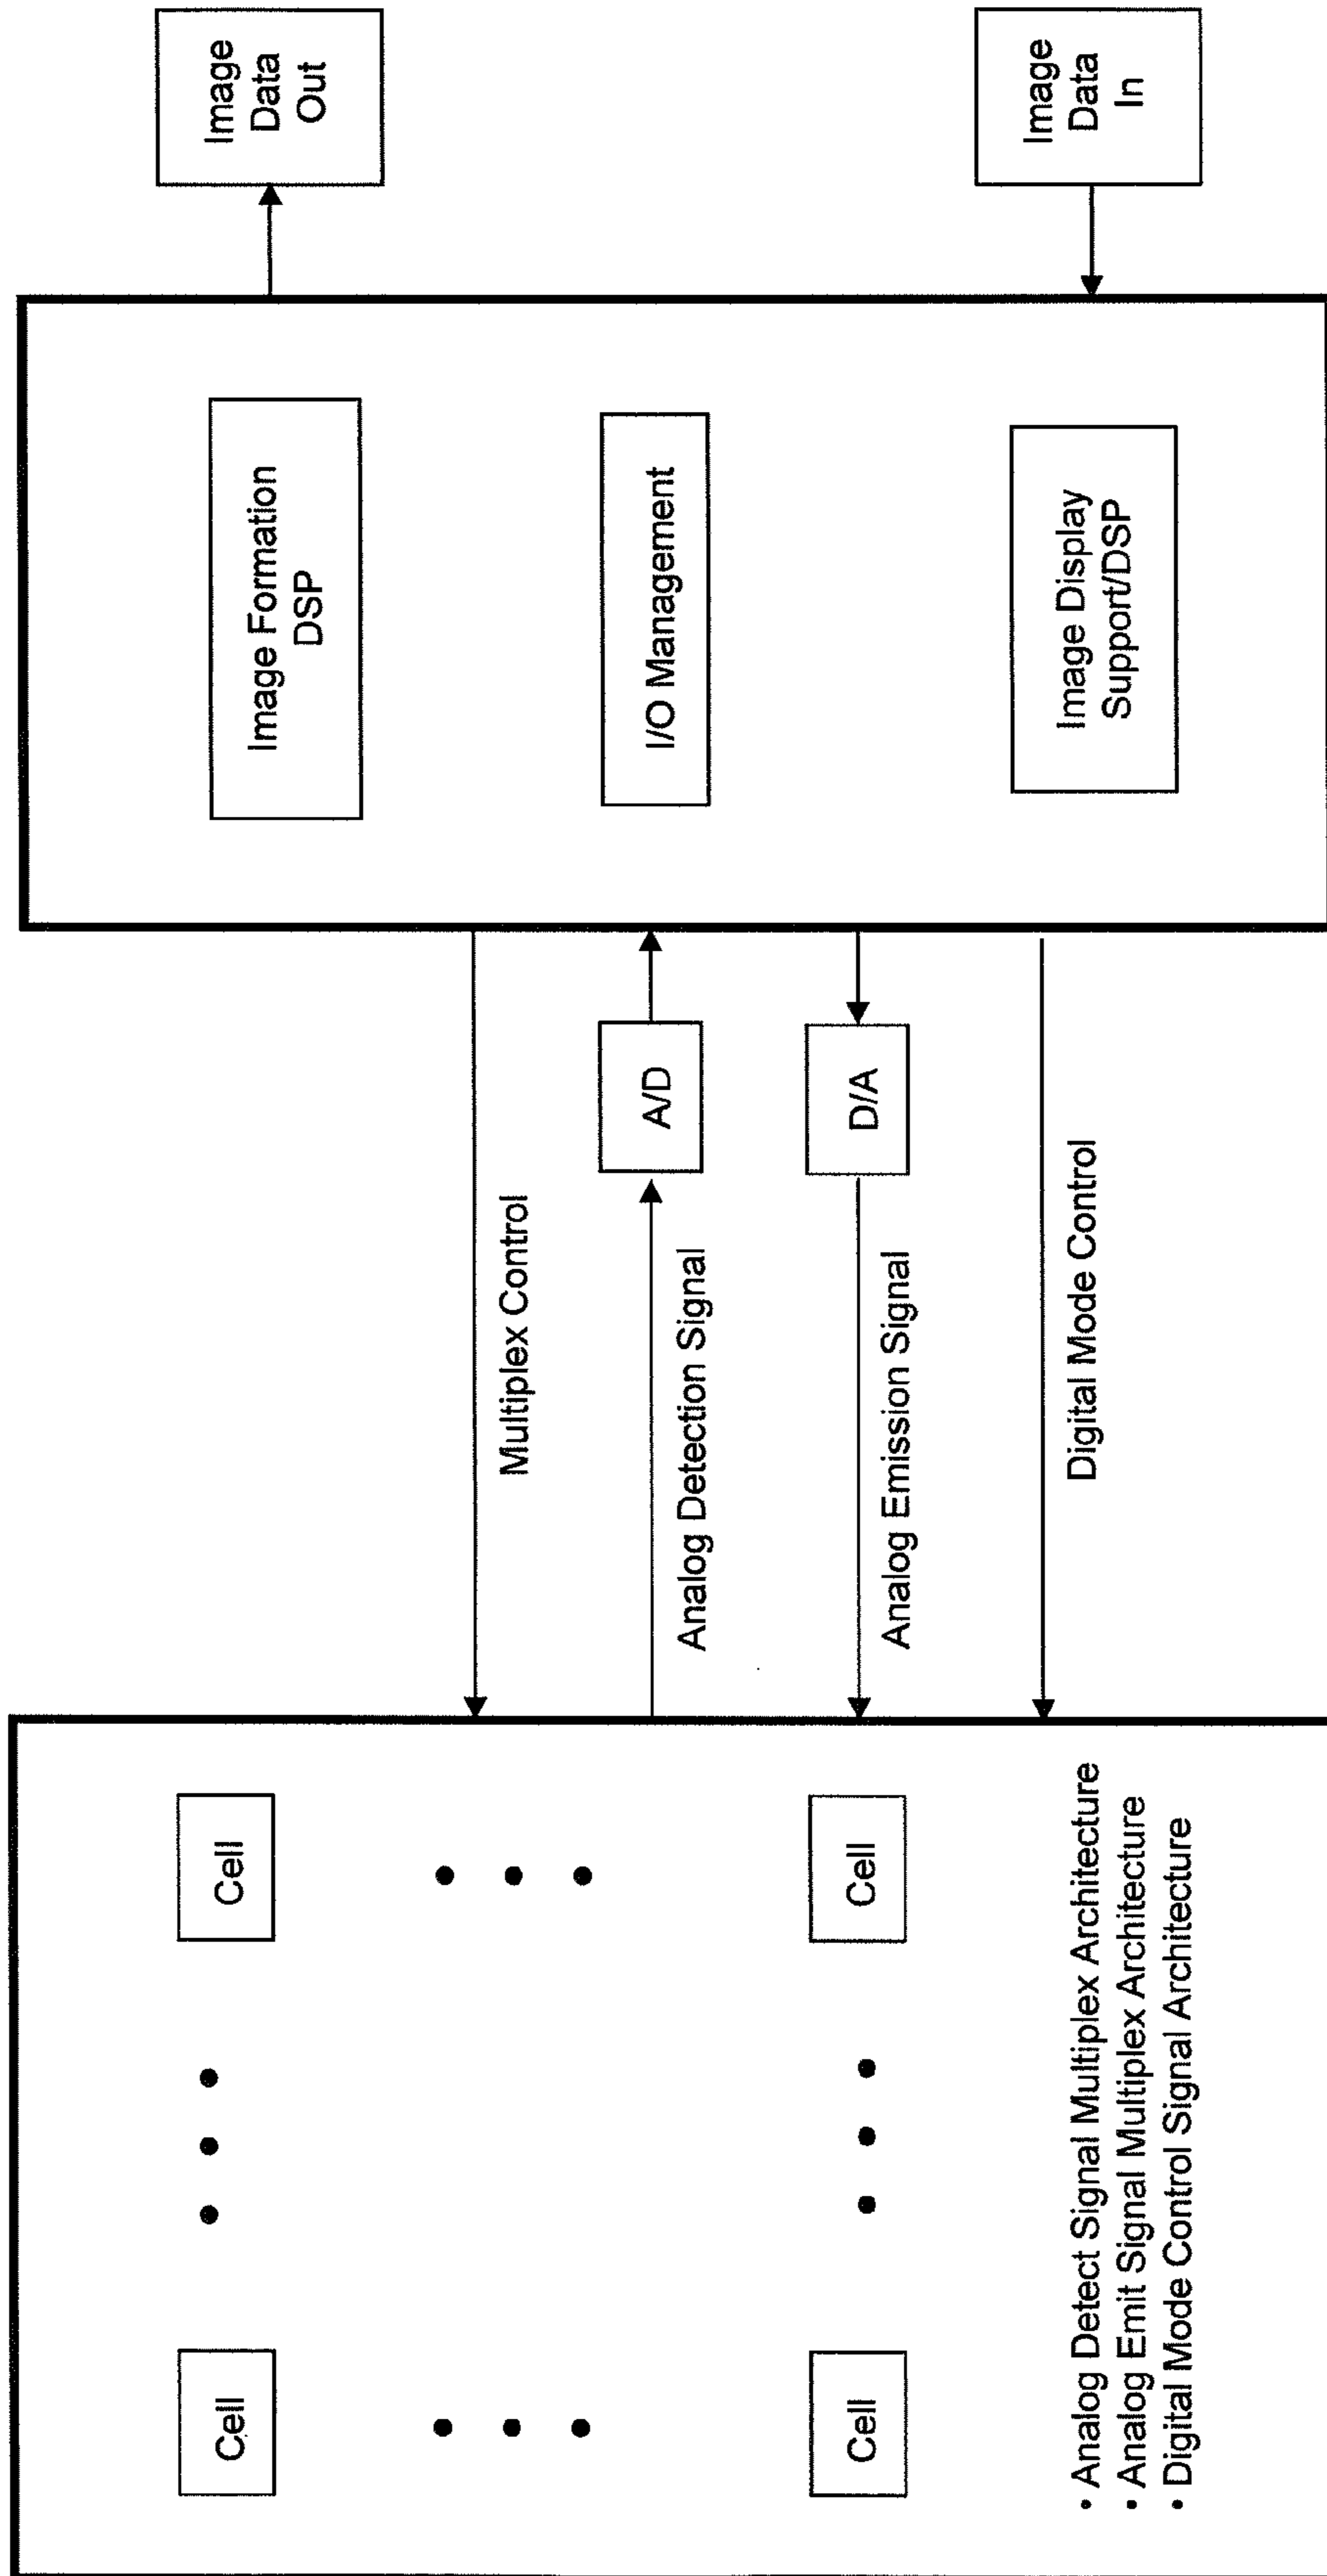 Cell
Cell
Cell
Cell
• Analog Detect Signal Multiplex Architecture
• Analog Emit Signal Multiplex Architecture
• Digital Mode Control Signal Architecture
Multiplex Control
Analog Detection Signal
A/D
Analog Emission Signal
D/A
Digital Mode Control
Image Formation
DSP
I/O Management
Image Display
Support/DSP
Image
Data
Out
Image
Data
In